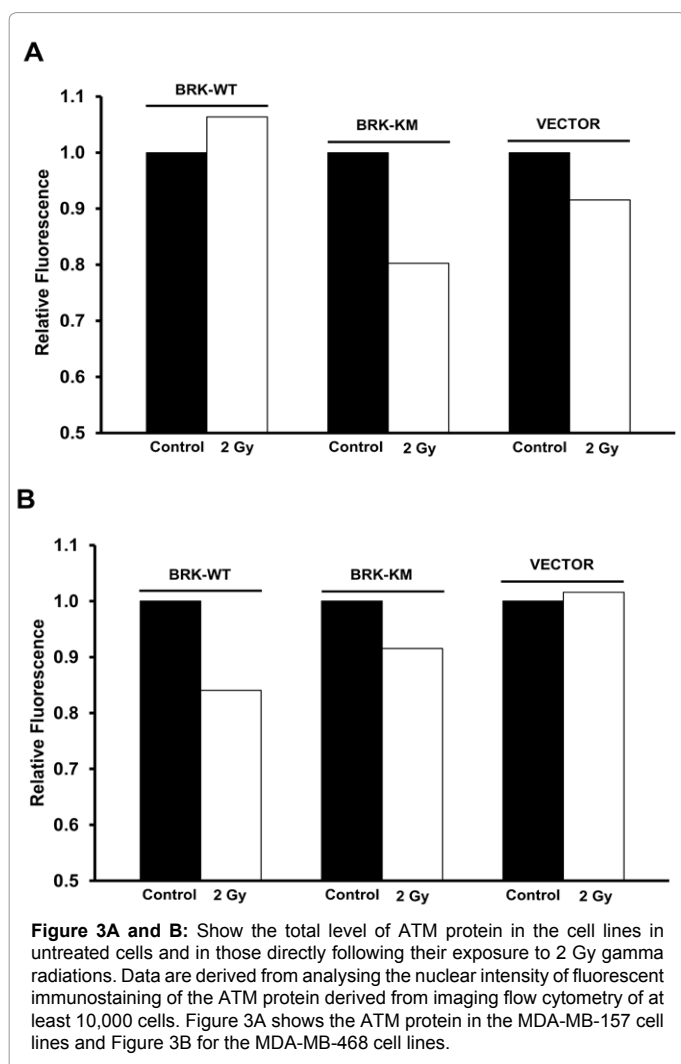 A
BRK-WT
BRK-KM
VECTOR
1.1
1.0
0.9
0.8
0.7
0.6
0.5
Relative Fluorescence
Control 2 Gy Control 2 Gy Control 2 Gy
B
BRK-WT
BRK-KM
VECTOR
1.1
1.0
0.9
0.8
0.7
0.6
0.5
Relative Fluorescence
Control 2 Gy Control 2 Gy Control 2 Gy
Figure 3A and B: Show the total level of ATM protein in the cell lines in
untreated cells and in those directly following their exposure to 2 Gy gamma
radiations. Data are derived from analysing the nuclear intensity of fluorescent
immunostaining of the ATM protein derived from imaging flow cytometry of at
least 10,000 cells. Figure 3A shows the ATM protein in the MDA-MB-157 cell
lines and Figure 3B for the MDA-MB-468 cell lines.